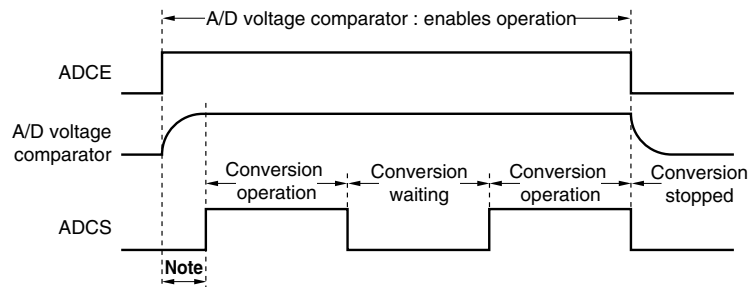 A/D voltage comparator : enables operation
ADCE
A/D voltage
comparator
Conversion
operation
Conversion
waiting
Conversion
operation
Conversion
stopped
ADCS
Note